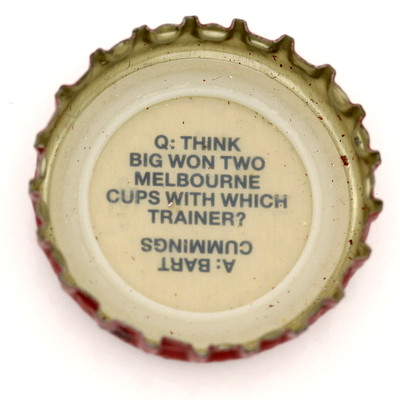 Q: THINK
BIG WON TWO
MELBOURNE
CUPS WITH WHICH
TRAINER?
A: BART
CUMMINGS